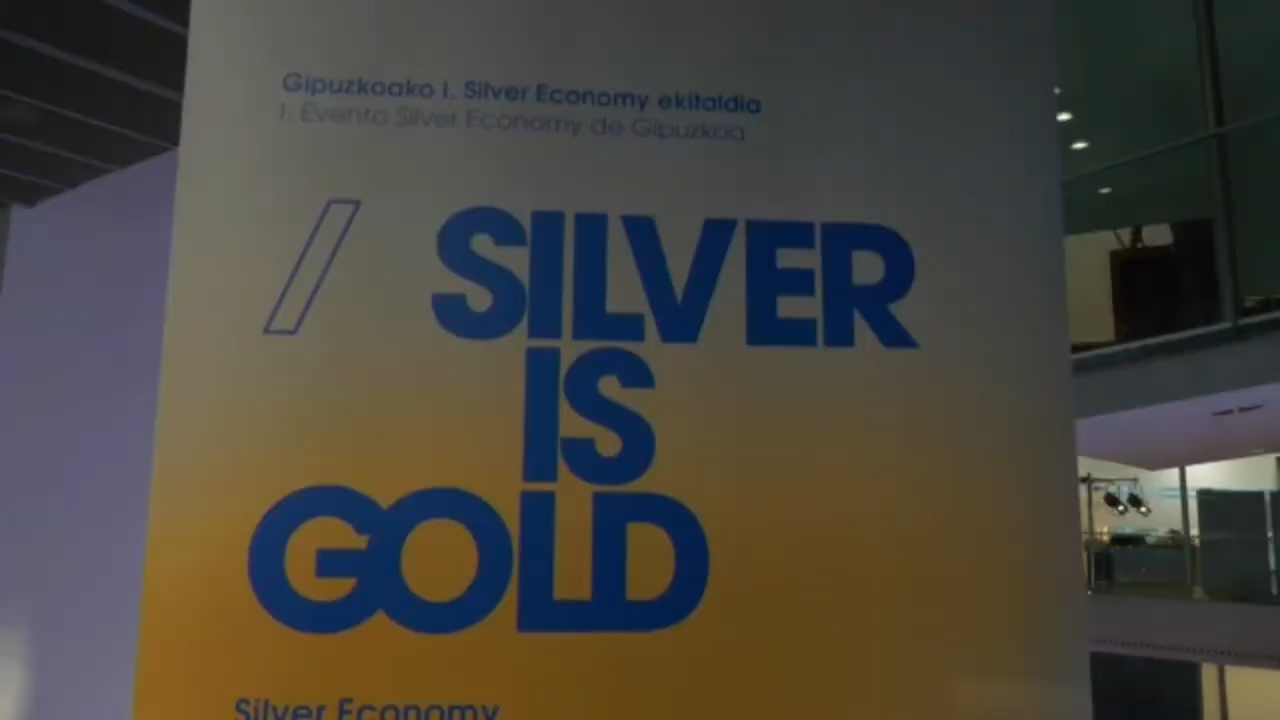 Gipuzkoako I. Silver Economy ekitaldia
I. Evento Silver Economy de Gipuzkoa
/ SILVER
IS
GOLD
Silver Economy